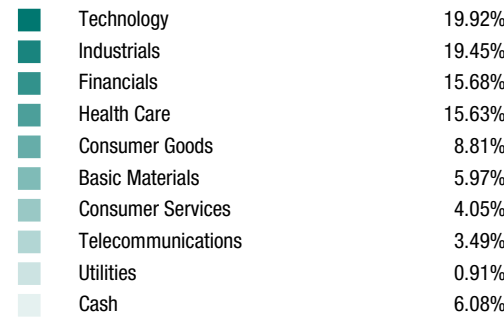 Technology 19.92%
Industrials 19.45%
Financials 15.68%
Health Care 15.63%
Consumer Goods 8.81%
Basic Materials 5.97%
Consumer Services 4.05%
Telecommunications 3.49%
Utilities 0.91%
Cash 6.08%